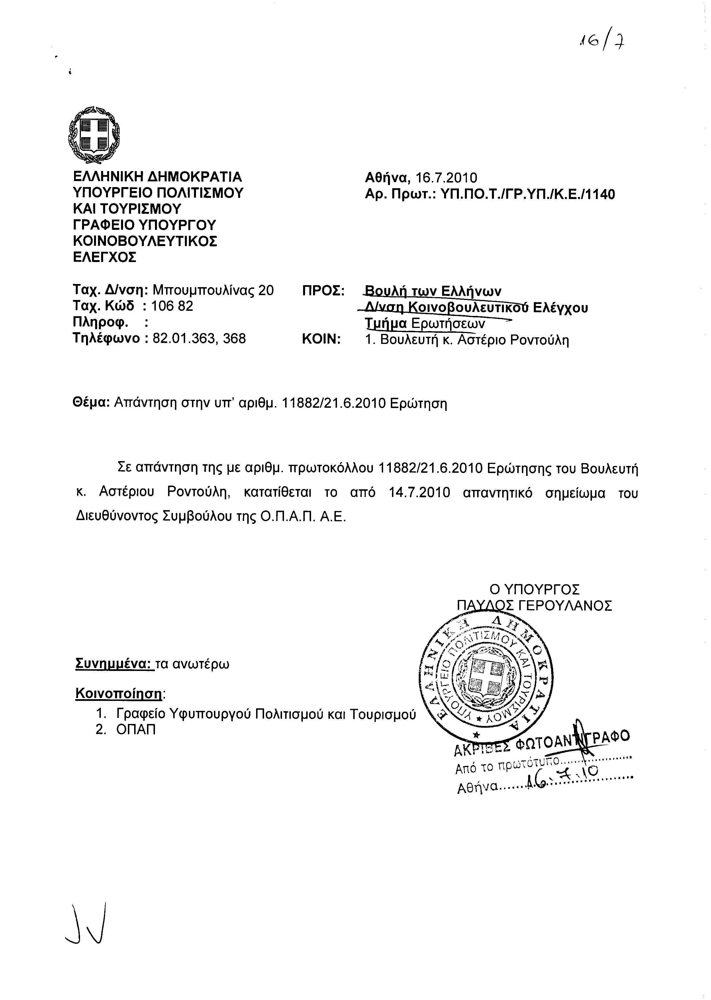 16/7
ΕΛΛΗΝΙΚΗ ΔΗΜΟΚΡΑΤΙΑ
ΥΠΟΥΡΓΕΙΟ ΠΟΛΙΤΙΣΜΟΥ
ΚΑΙ ΤΟΥΡΙΣΜΟΥ
ΓΡΑΦΕΙΟ ΥΠΟΥΡΓΟΥ
ΚΟΙΝΟΒΟΥΛΕΥΤΙΚΟΣ
ΕΛΕΓΧΟΣ
Αθήνα, 16.7.2010
Αρ. Πρωτ.: ΥΠ.ΠΟ.Τ./ΓΡ.ΥΠ./Κ.Ε./1140
Ταχ. Δ/νση: Μπουμπουλίνας 20
Ταχ. Κώδ : 106 82
Πληροφ. :
Τηλέφωνο : 82.01.363, 368
ΠΡΟΣ: Βουλή των Ελλήνων
Δ/νση Κοινοβουλευτικού Ελέγχου
Τμήμα Ερωτήσεων
ΚΟΙΝ: 1. Βουλευτή κ. Αστέριο Ροντούλη
Θέμα: Απάντηση στην υπ' αριθμ. 11882/21.6.2010 Ερώτηση
Σε απάντηση της με αριθμ. πρωτοκόλλου 11882/21.6.2010 Ερώτησης του Βουλευτή
κ. Αστέριου Ροντούλη, κατατίθεται το από 14.7.2010 απαντητικό σημείωμα του
Διευθύνοντος Συμβούλου της Ο.Π.Α.Π. Α.Ε.
Ο ΥΠΟΥΡΓΟΣ
ΠΑΥΛΟΣ ΓΕΡΟΥΛΑΝΟΣ
ΕΛΛΗΝΙΚΗ ΔΗΜΟΚΡΑΤΙΑ
ΥΠΟΥΡΓΕΙΟ ΠΟΛΙΤΙΣΜΟΥ ΚΑΙ ΤΟΥΡΙΣΜΟΥ
Συνημμένα: τα ανωτέρω
Κοινοποίηση:
1. Γραφείο Υφυπουργού Πολιτισμού και Τουρισμού
2. ΟΠΑΠ
ΑΚΡΙΒΕΣ ΦΩΤΟΑΝΤΙΓΡΑΦΟ
Από το πρωτότυπο
Αθήνα 16.7.10